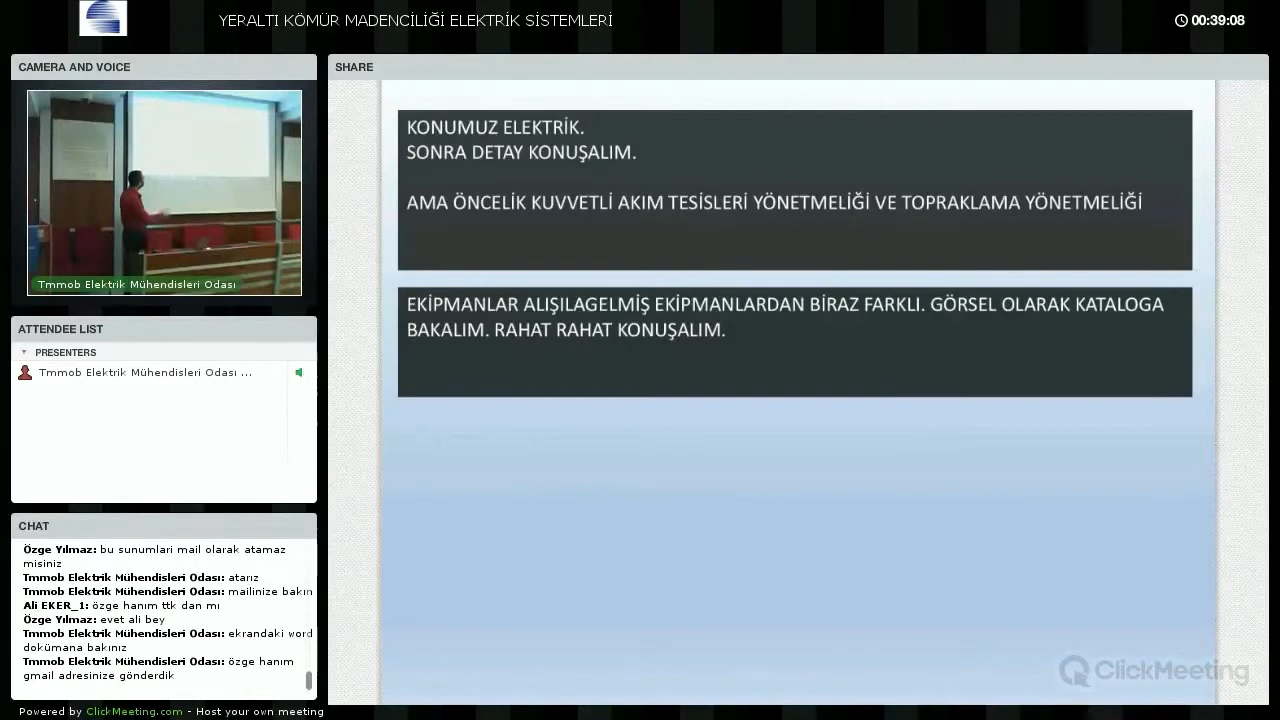 YERALTI KÖMÜR MADENCİLİĞİ ELEKTRİK SİSTEMLERİ
00:39:08
CAMERA AND VOICE
Tmmob Elektrik Mühendisleri Odası
ATTENDEE LIST
PRESENTERS
Tmmob Elektrik Mühendisleri Odası ...
CHAT
Özge Yılmaz: bu sunumlari mail olarak atamaz
misiniz
Tmmob Elektrik Mühendisleri Odası: atarız
Tmmob Elektrik Mühendisleri Odası: mailinize bakın
Ali EKER_1: özge hanım ttk dan mı
Özge Yılmaz: evet ali bey
Tmmob Elektrik Mühendisleri Odası: ekrandaki word
dokümana bakınız
Tmmob Elektrik Mühendisleri Odası: özge hanım
gmail adresinize gönderdik
SHARE
KONUMUZ ELEKTRİK.
SONRA DETAY KONUŞALIM.
AMA ÖNCELİK KUVVETLİ AKIM TESİSLERİ YÖNETMELİĞİ VE TOPRAKLAMA YÖNETMELİĞİ
EKİPMANLAR ALIŞILAGELMİŞ EKİPMANLARDAN BİRAZ FARKLI. GÖRSEL OLARAK KATALOGA
BAKALIM. RAHAT RAHAT KONUŞALIM.
ClickMeeting
Powered by ClickMeeting.com - Host your own meeting